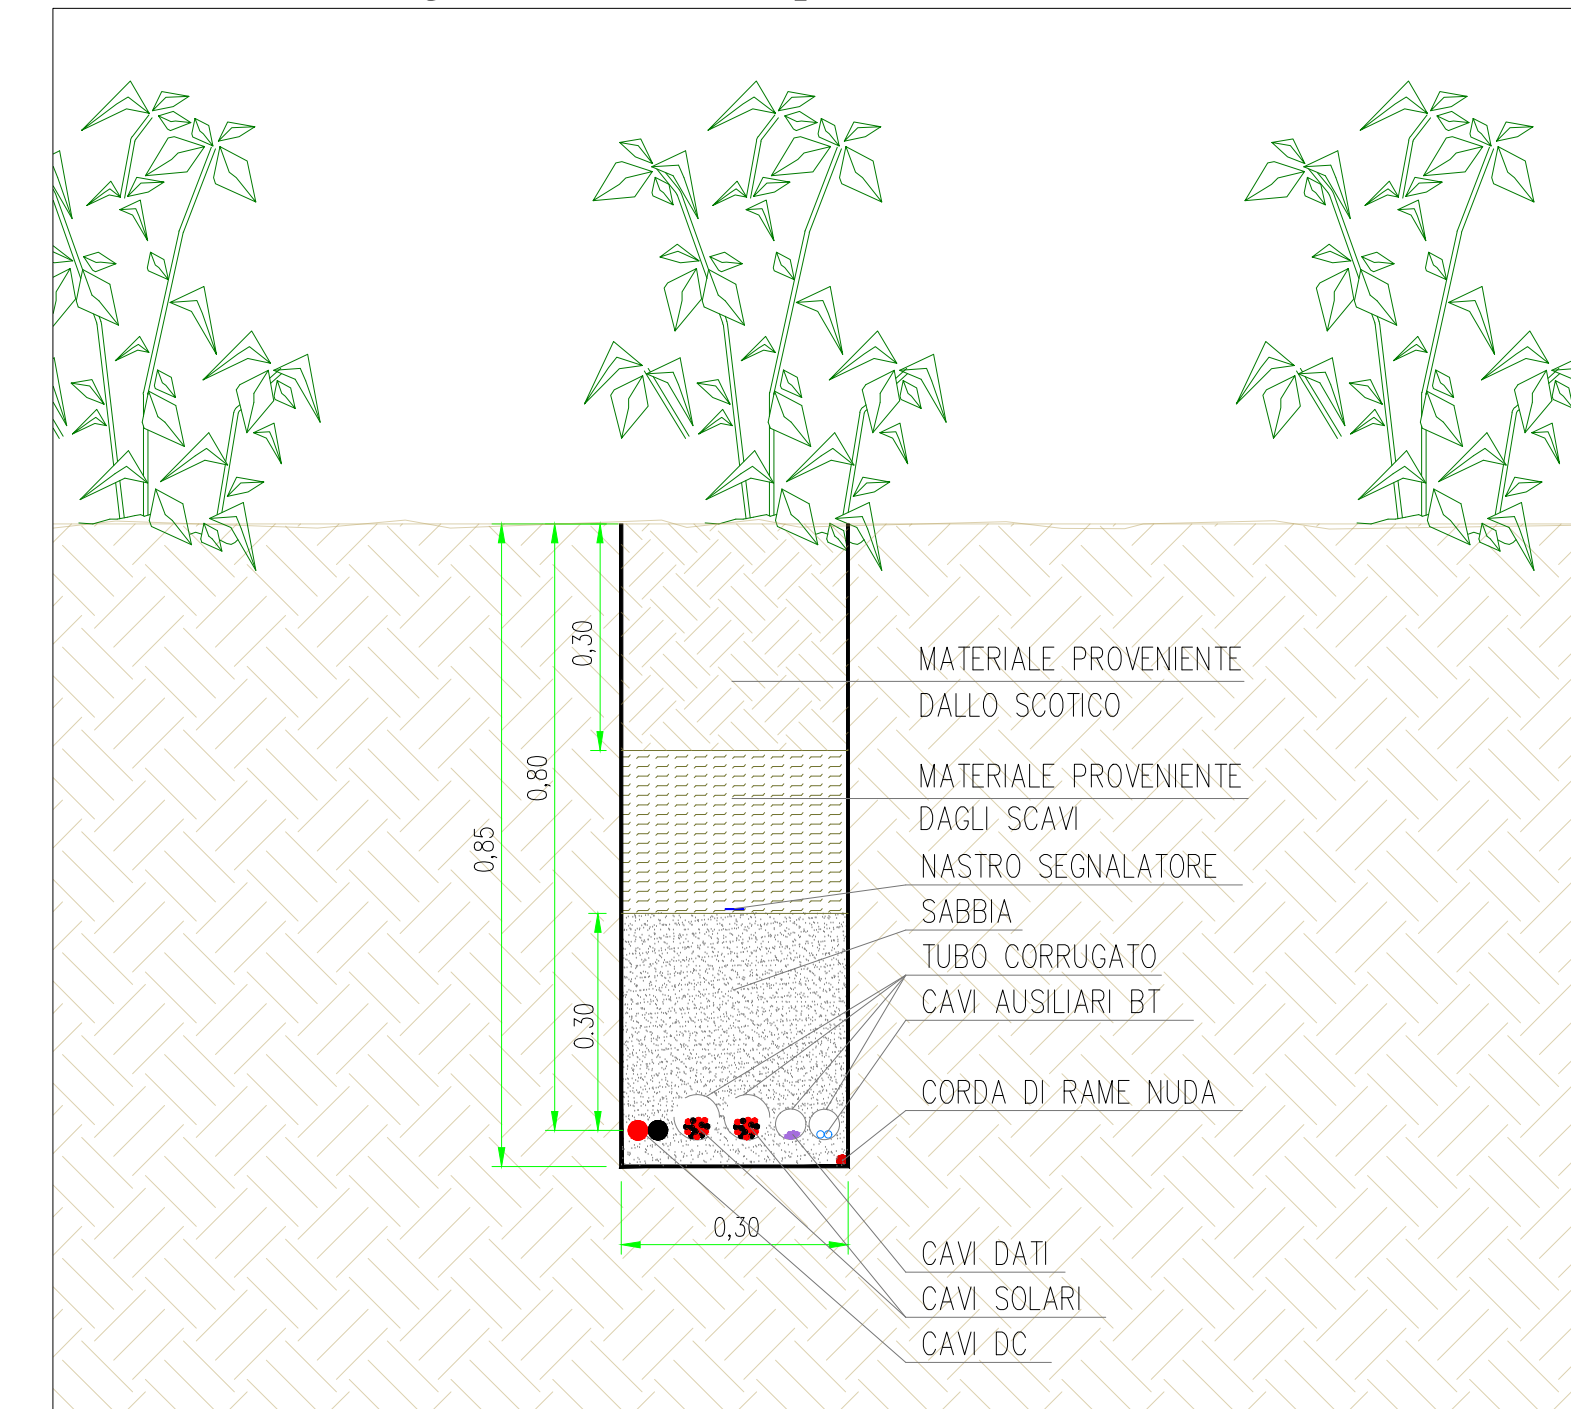 0,30
MATERIALE PROVENIENTE
DALLO SCOTICO
0,80
MATERIALE PROVENIENTE
DAGLI SCAVI
0,85
NASTRO SEGNALATORE
SABBIA
TUBO CORRUGATO
CAVI AUSILIARI BT
0.30
CORDA DI RAME NUDA
0,30
CAVI DATI
CAVI SOLARI
CAVI DC